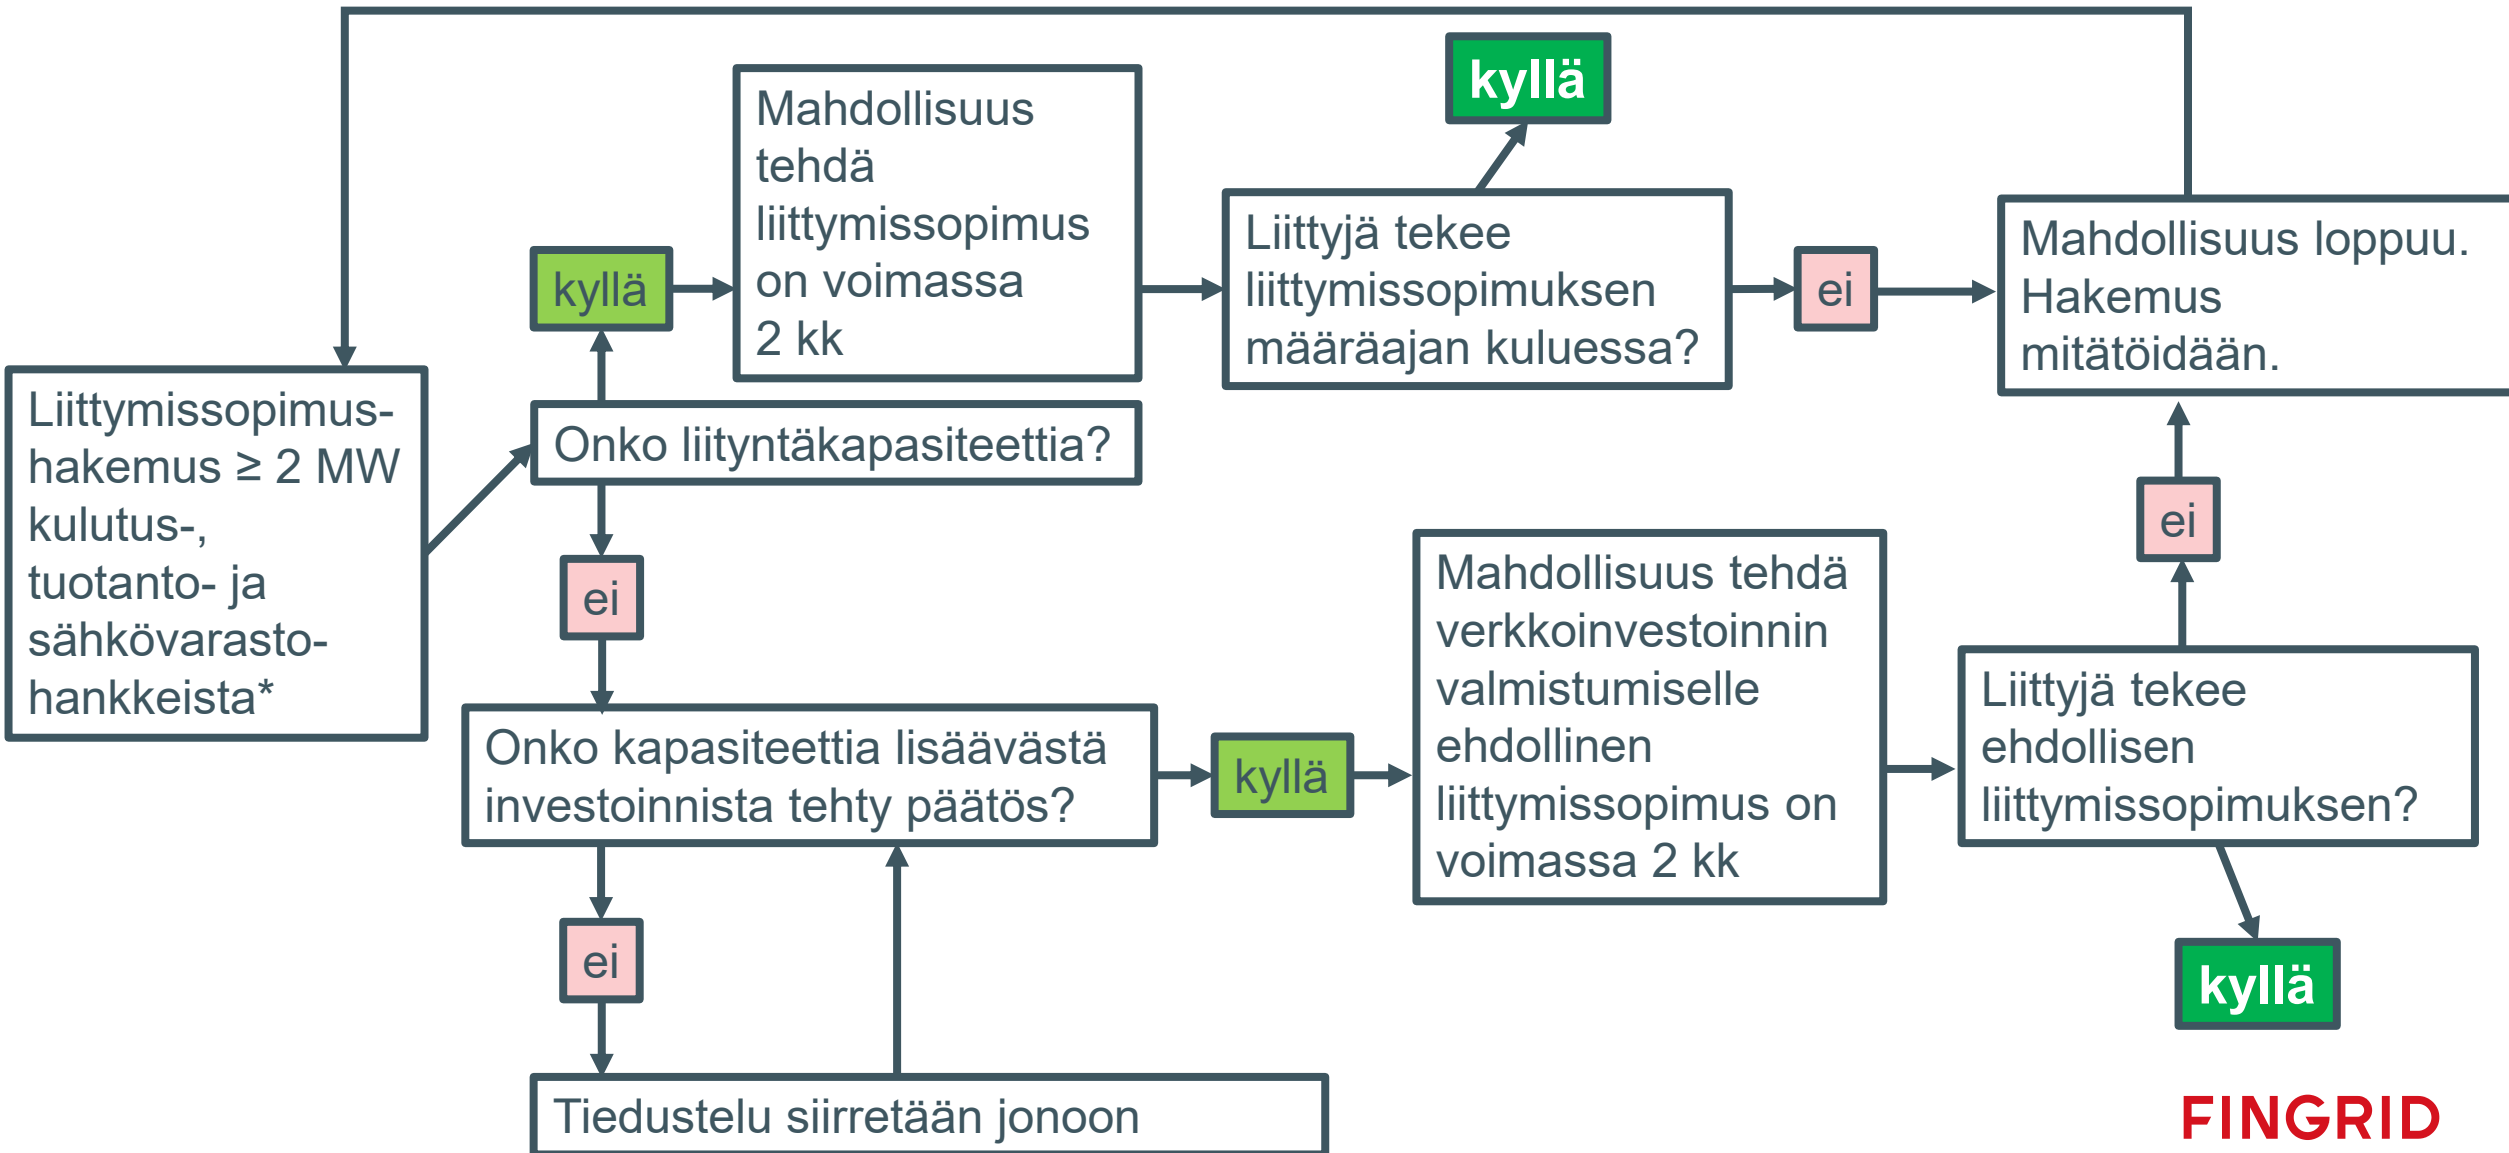 kyllä
Mahdollisuus
tehdä
liittymissopimus
on voimassa
2 kk
kyllä
Liittyjä tekee
liittymissopimuksen
määräajan kuluessa?
ei
Mahdollisuus loppuu.
Hakemus
mitätöidään.
Liittymissopimus-
hakemus ≥ 2 MW
kulutus-,
tuotanto- ja
sähkövarasto-
hankkeista*
Onko liityntäkapasiteettia?
ei
ei
Onko kapasiteettia lisäävästä
investoinnista tehty päätös?
kyllä
Mahdollisuus tehdä
verkkoinvestoinnin
valmistumiselle
ehdollinen
liittymissopimus on
voimassa 2 kk
Liittyjä tekee
ehdollisen
liittymissopimuksen?
ei
kyllä
Tiedustelu siirretään jonoon
FINGRID